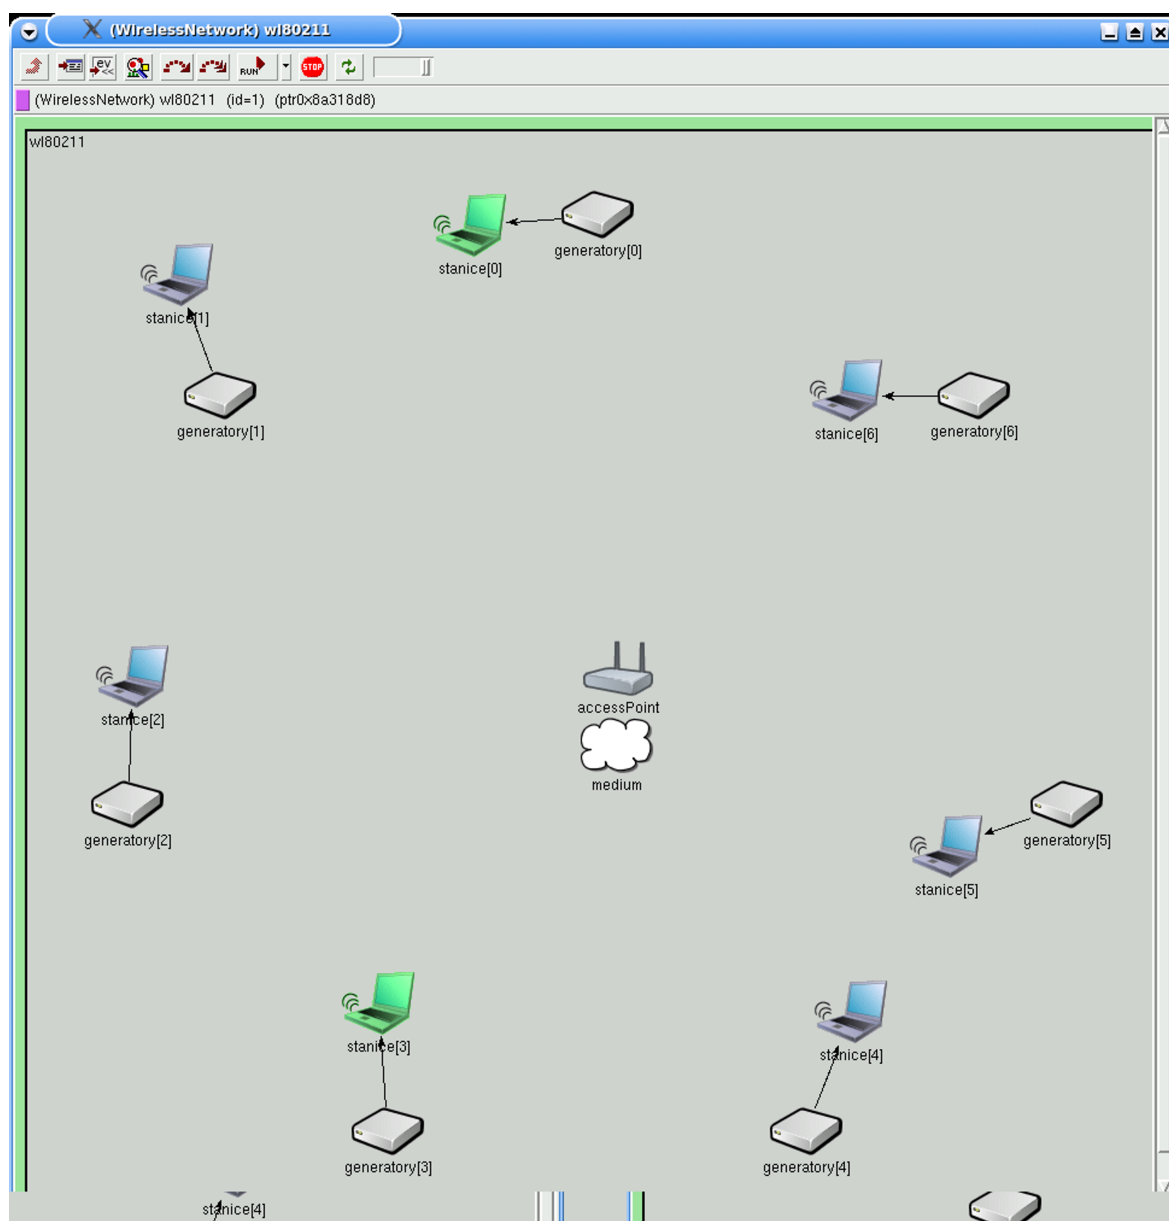 (WirelessNetwork) wl80211
EV
<<
RUN
STOP
(WirelessNetwork) wl80211 (id=1) (ptr0x8a318d8)
wl80211
generatory[0]
stanice[0]
stanice[1]
generatory[1]
stanice[6]
generatory[6]
accessPoint
stanice[2]
medium
generatory[2]
generatory[5]
stanice[5]
stanice[3]
stanice[4]
generatory[3]
generatory[4]
stanice[4]